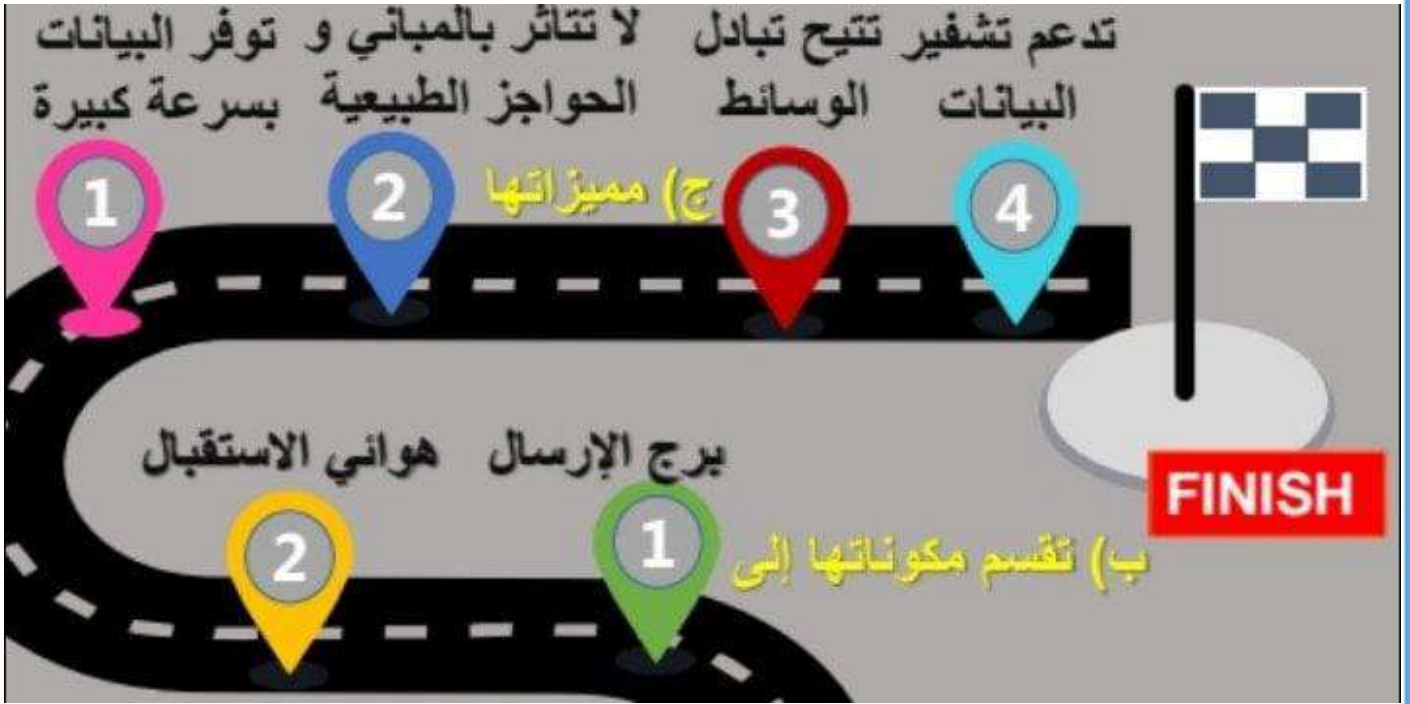 تدعم تشفير
البيانات
4
تتيح تبادل
الوسائط
3
لا تتاثر بالمباني و
الحواجز الطبيعية
2
توفر البيانات
بسرعة كبيرة
1
ج) مميزاتها
برج الإرسال
1
هوائي الاستقبال
2
ب) تقسم مكوناتها إلى
FINISH